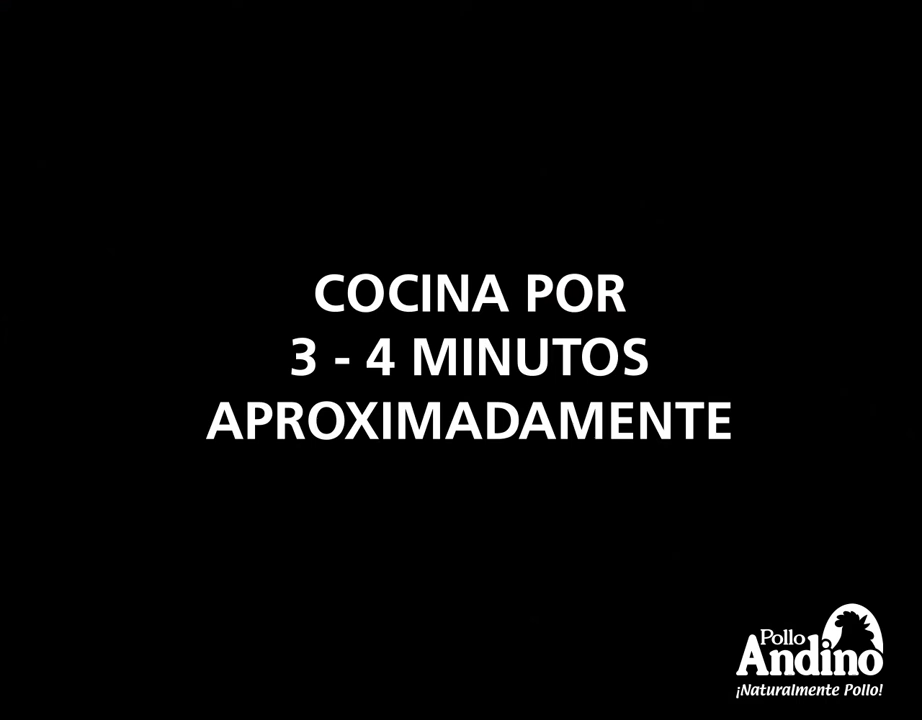 COCINA POR
3 - 4 MINUTOS
APROXIMADAMENTE
Pollo
Andino
¡Naturalmente Pollo!